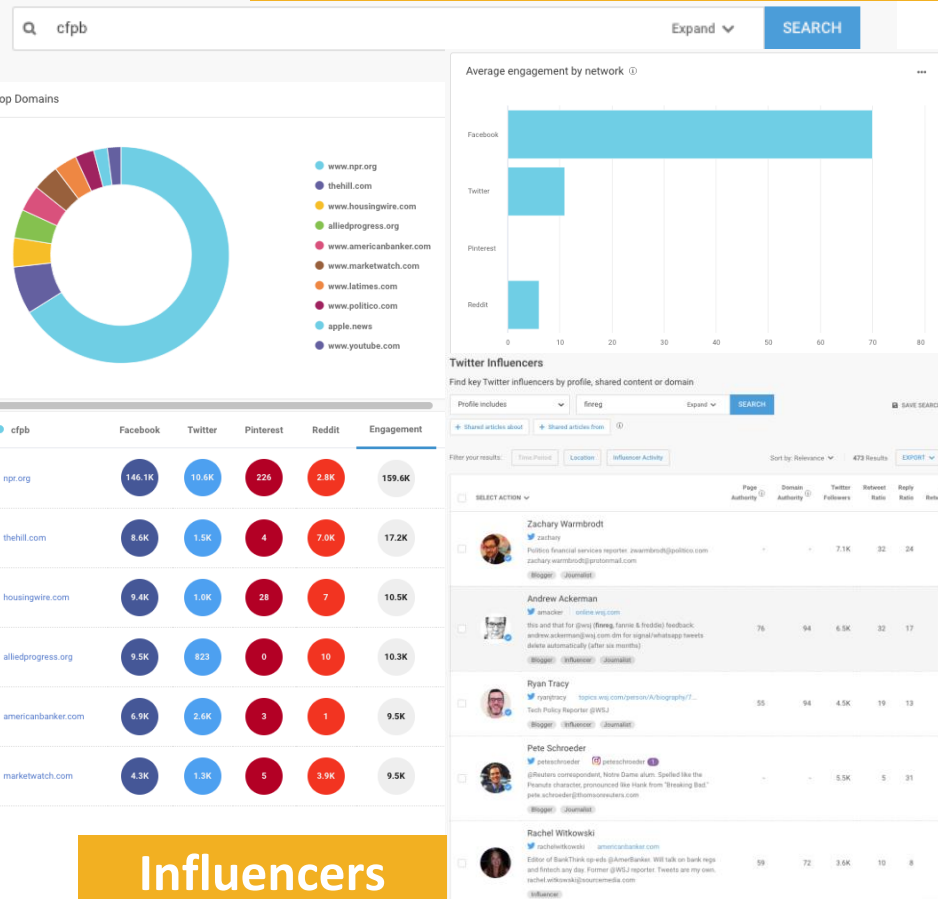 cfpb
Expand
SEARCH
op Domains
www.npr.org
thehill.com
www.housingwire.com
alliedprogress.org
www.americanbanker.com
www.marketwatch.com
www.latimes.com
www.politico.com
apple.news
www.youtube.com
Average engagement by network
Facebook
Twitter
Pinterest
Reddit
0 10 20 30 40 50 60 70 80
cfpb Facebook Twitter Pinterest Reddit Engagement
npr.org 146.1K 10.6K 226 2.8K 159.6K
thehill.com 8.6K 1.5K 4 7.0K 17.2K
housingwire.com 9.4K 1.0K 28 7 10.5K
alliedprogress.org 9.5K 823 0 10 10.3K
americanbanker.com 6.9K 2.6K 3 1 9.5K
marketwatch.com 4.3K 1.3K 5 3.9K 9.5K
Influencers
Twitter Influencers
Find key Twitter influencers by profile, shared content or domain
Profile includes finreg Expand SEARCH SAVE SEARC
+ Shared articles about + Shared articles from
Filter your results: Time Period Location Influencer Activity Sort by: Relevance 473 Results EXPORT
SELECT ACTION Page Authority Domain Authority Twitter Followers Retweet Ratio Reply Ratio Rete
Zachary Warmbrodt
zachary
Politico financial services reporter. zwarmbrodt@politico.com
zachary.warmbrodt@protonmail.com
- - 7.1K 32 24
Blogger Journalist
Andrew Ackerman
amacker online.wsj.com
this and that for @wsj (finreg, fannie & freddie) feedback:
andrew.ackerman@wsj.com dm for signal/whatsapp tweets
delete automatically (after six months)
76 94 6.5K 32 17
Blogger Influencer Journalist
Ryan Tracy
ryanjtracy topics.wsj.com/person/A/biography/7...
Tech Policy Reporter @WSJ
55 94 4.5K 19 13
Blogger Influencer Journalist
Pete Schroeder
peteschroeder peteschroeder 1
@Reuters correspondent, Notre Dame alum. Spelled like the
Peanuts character, pronounced like Hank from "Breaking Bad."
pete.schroeder@thomsonreuters.com
- - 5.5K 5 31
Blogger Journalist
Rachel Witkowski
rachelwitkowski americanbanker.com
Editor of BankThink op-eds @AmerBanker. Will talk on bank regs
and fintech any day. Former @WSJ reporter. Tweets are my own.
rachel.witkowski@sourcemedia.com
59 72 3.6K 10 8
Influencer